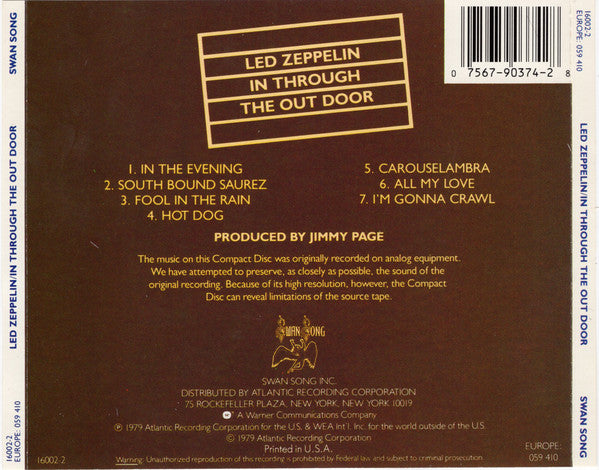 16002-2
EUROPE: 059 410
SWAN SONG
LED ZEPPELIN/IN THROUGH THE OUT DOOR
16002-2
EUROPE: 059 410
LED ZEPPELIN
IN THROUGH
THE OUT DOOR
0 7567-90374-2 8
1. IN THE EVENING
2. SOUTH BOUND SAUREZ
3. FOOL IN THE RAIN
4. HOT DOG
5. CAROUSELAMBRA
6. ALL MY LOVE
7. I'M GONNA CRAWL
PRODUCED BY JIMMY PAGE
The music on this Compact Disc was originally recorded on analog equipment.
We have attempted to preserve, as closely as possible, the sound of the
original recording. Because of its high resolution, however, the Compact
Disc can reveal limitations of the source tape.
SWAN SONG
SWAN SONG INC.
DISTRIBUTED BY ATLANTIC RECORDING CORPORATION
75 ROCKEFELLER PLAZA, NEW YORK, NEW YORK 10019
A Warner Communications Company
℗ 1979 Atlantic Recording Corporation for the U.S. & WEA Int'l. Inc. for the world outside of the U.S.
© 1979 Atlantic Recording Corporation
Printed in U.S.A.
16002-2
EUROPE:
059 410
Warning: Unauthorized reproduction of this recording is prohibited by Federal law and subject to criminal prosecution.
16002-2
EUROPE: 059 410
LED ZEPPELIN/IN THROUGH THE OUT DOOR
SWAN SONG